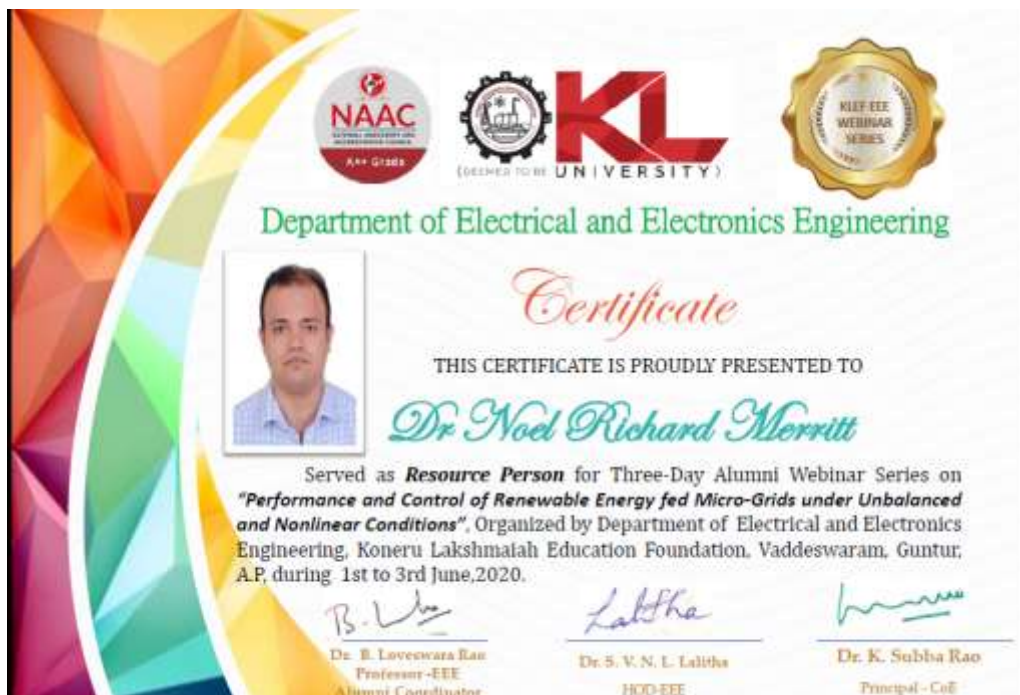 NAAC
NATIONAL ASSESSMENT AND
ACCREDITATION COUNCIL
A++ Grade
KL
(DEEMED TO BE UNIVERSITY)
KLEF-EEE
WEBINAR
SERIES
Department of Electrical and Electronics Engineering
Certificate
THIS CERTIFICATE IS PROUDLY PRESENTED TO
Dr Noel Richard Merritt
Served as Resource Person for Three-Day Alumni Webinar Series on
"Performance and Control of Renewable Energy fed Micro-Grids under Unbalanced
and Nonlinear Conditions", Organized by Department of Electrical and Electronics
Engineering, Koneru Lakshmaiah Education Foundation, Vaddeswaram, Guntur,
A.P, during 1st to 3rd June,2020.
Lalitha
Dr. B. Loveswara Rao
Professor-EEE
Alumni Coordinator
Dr. S. V. N. L. Lalitha
HOD-EEE
Dr. K. Subba Rao
Principal - CoE